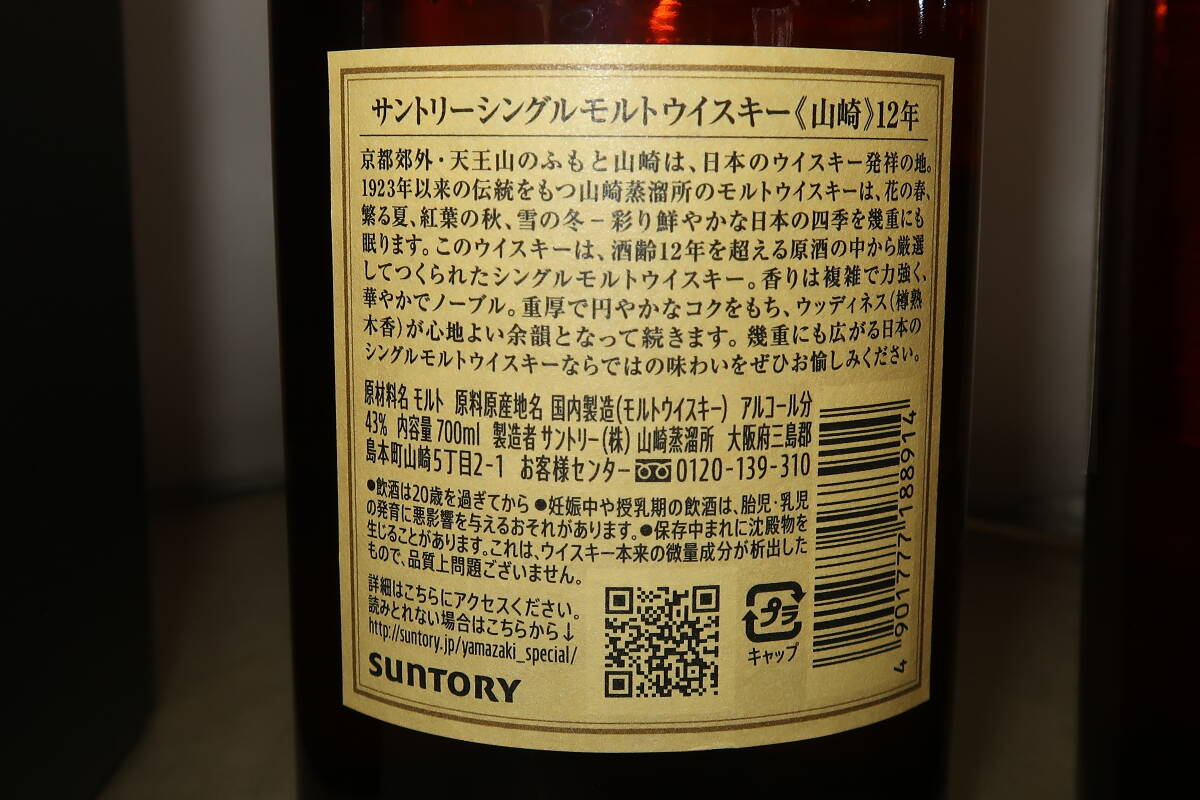 サントリーシングルモルトウイスキー《山崎》12年
京都郊外・天王山のふもと山崎は、日本のウイスキー発祥の地。
1923年以来の伝統をもつ山崎蒸溜所のモルトウイスキーは、花の春、
繁る夏、紅葉の秋、雪の冬－彩り鮮やかな日本の四季を幾重にも
眠ります。このウイスキーは、酒齢12年を超える原酒の中から厳選
してつくられたシングルモルトウイスキー。香りは複雑で力強く、
華やかでノーブル。重厚で円やかなコクをもち、ウッディネス(樽熟
木香)が心地よい余韻となって続きます。幾重にも広がる日本の
シングルモルトウイスキーならではの味わいをぜひお愉しみください。
原材料名 モルト 原料原産地名 国内製造(モルトウイスキー) アルコール分
43% 内容量 700ml 製造者 サントリー(株) 山崎蒸溜所 大阪府三島郡
島本町山崎5丁目2-1 お客様センター 0120-139-310
●飲酒は20歳を過ぎてから ●妊娠中や授乳期の飲酒は、胎児・乳児
の発育に悪影響を与えるおそれがあります。●保存中まれに沈殿物を
生じることがあります。これは、ウイスキー本来の微量成分が析出した
もので、品質上問題ございません。
詳細はこちらにアクセスください。
読みとれない場合はこちらから↓
http://suntory.jp/yamazaki_special/
SUNTORY
プラ
キャップ
4 901777 188914